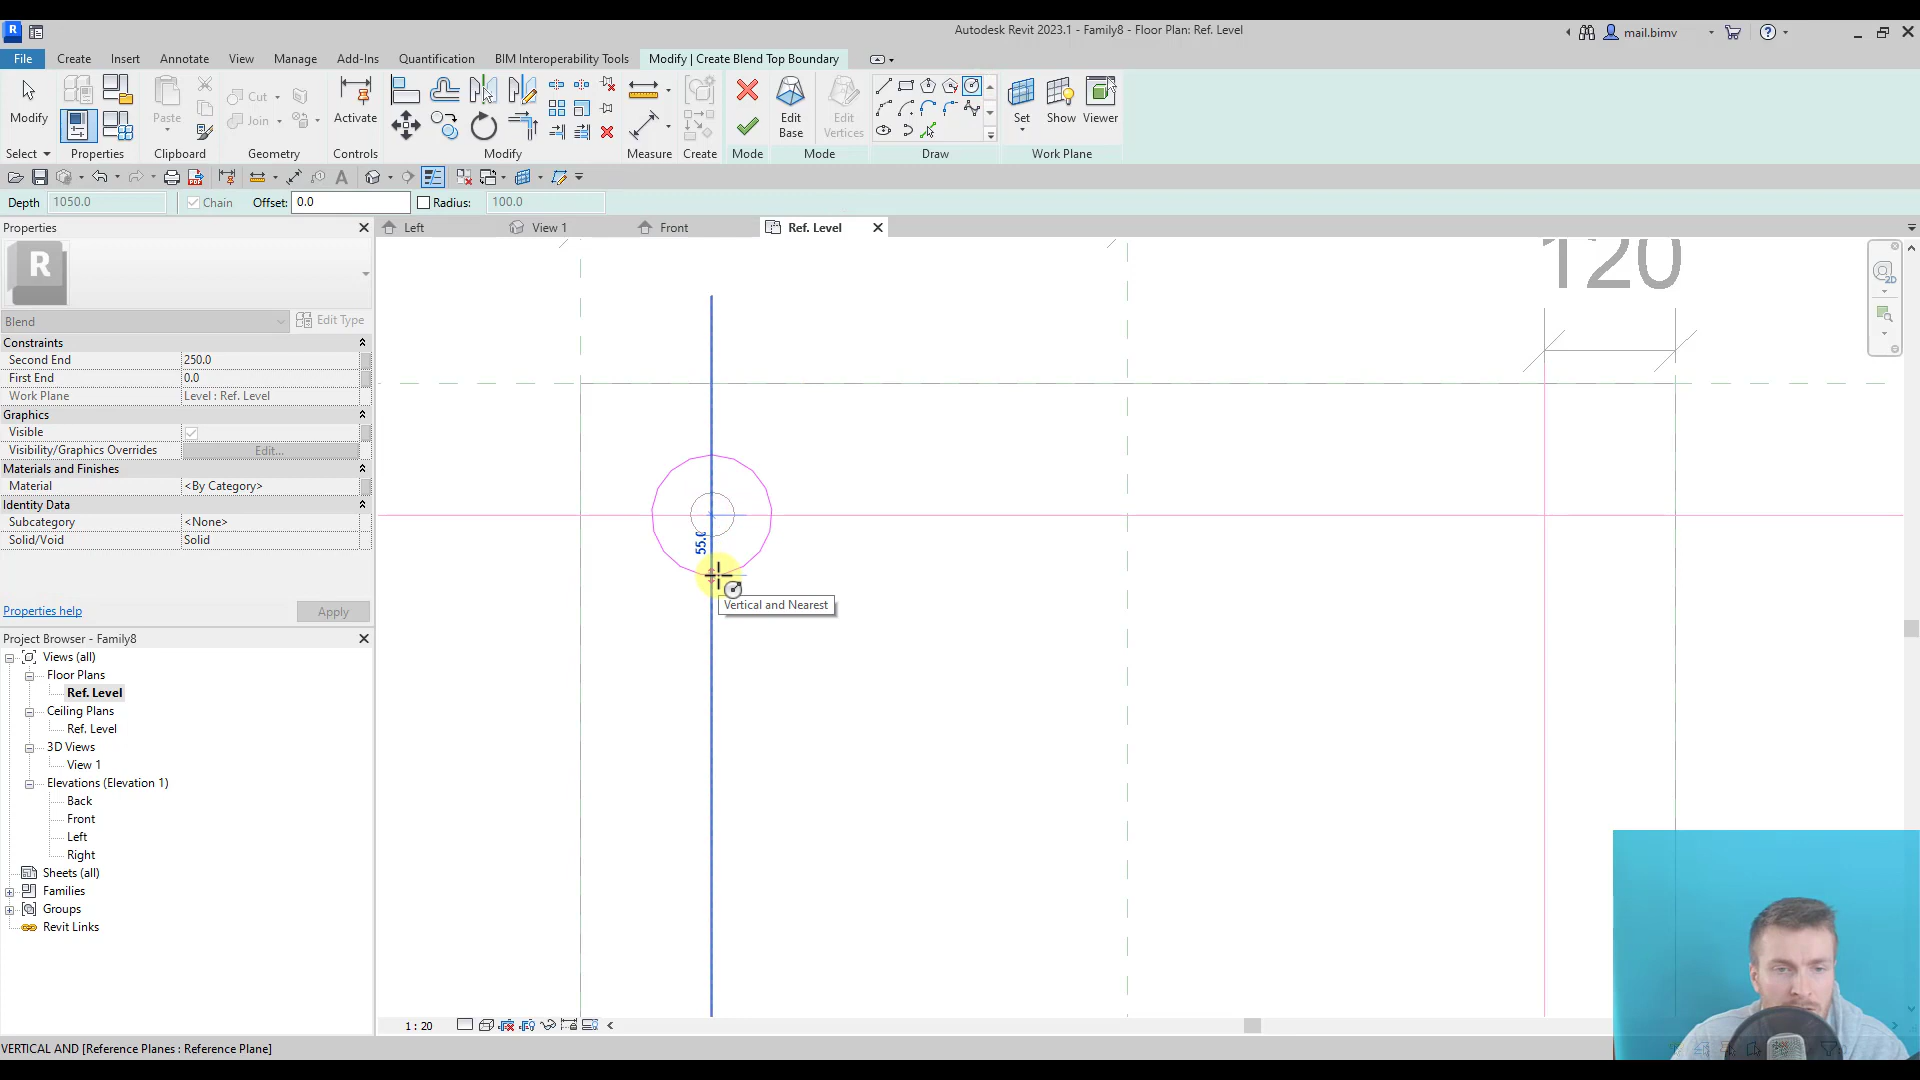 R
Autodesk Revit 2023.1 - Family8 - Floor Plan: Ref. Level
mail.bimv
File
Create
Insert
Annotate
View
Manage
Add-Ins
Quantification
BIM Interoperability Tools
Modify | Create Blend Top Boundary
Modify
Paste
Cut
Join
Activate
Edit Base
Edit Vertices
Set
Show
Viewer
Select
Properties
Clipboard
Geometry
Controls
Modify
Measure
Create
Mode
Mode
Draw
Work Plane
A
Depth
1050.0
Chain
Offset:
0.0
Radius:
100.0
Properties
Left
View 1
Front
Ref. Level
R
Blend
Edit Type
Constraints
Second End
250.0
First End
0.0
Work Plane
Level : Ref. Level
Graphics
Visible
Visibility/Graphics Overrides
Edit...
Materials and Finishes
Material
<By Category>
Identity Data
Subcategory
<None>
Solid/Void
Solid
Properties help
Apply
Project Browser - Family8
Views (all)
Floor Plans
Ref. Level
Ceiling Plans
Ref. Level
3D Views
View 1
Elevations (Elevation 1)
Back
Front
Left
Right
Sheets (all)
Families
Groups
Revit Links
120
2D
55.0
Vertical and Nearest
1 : 20
VERTICAL AND [Reference Planes : Reference Plane]